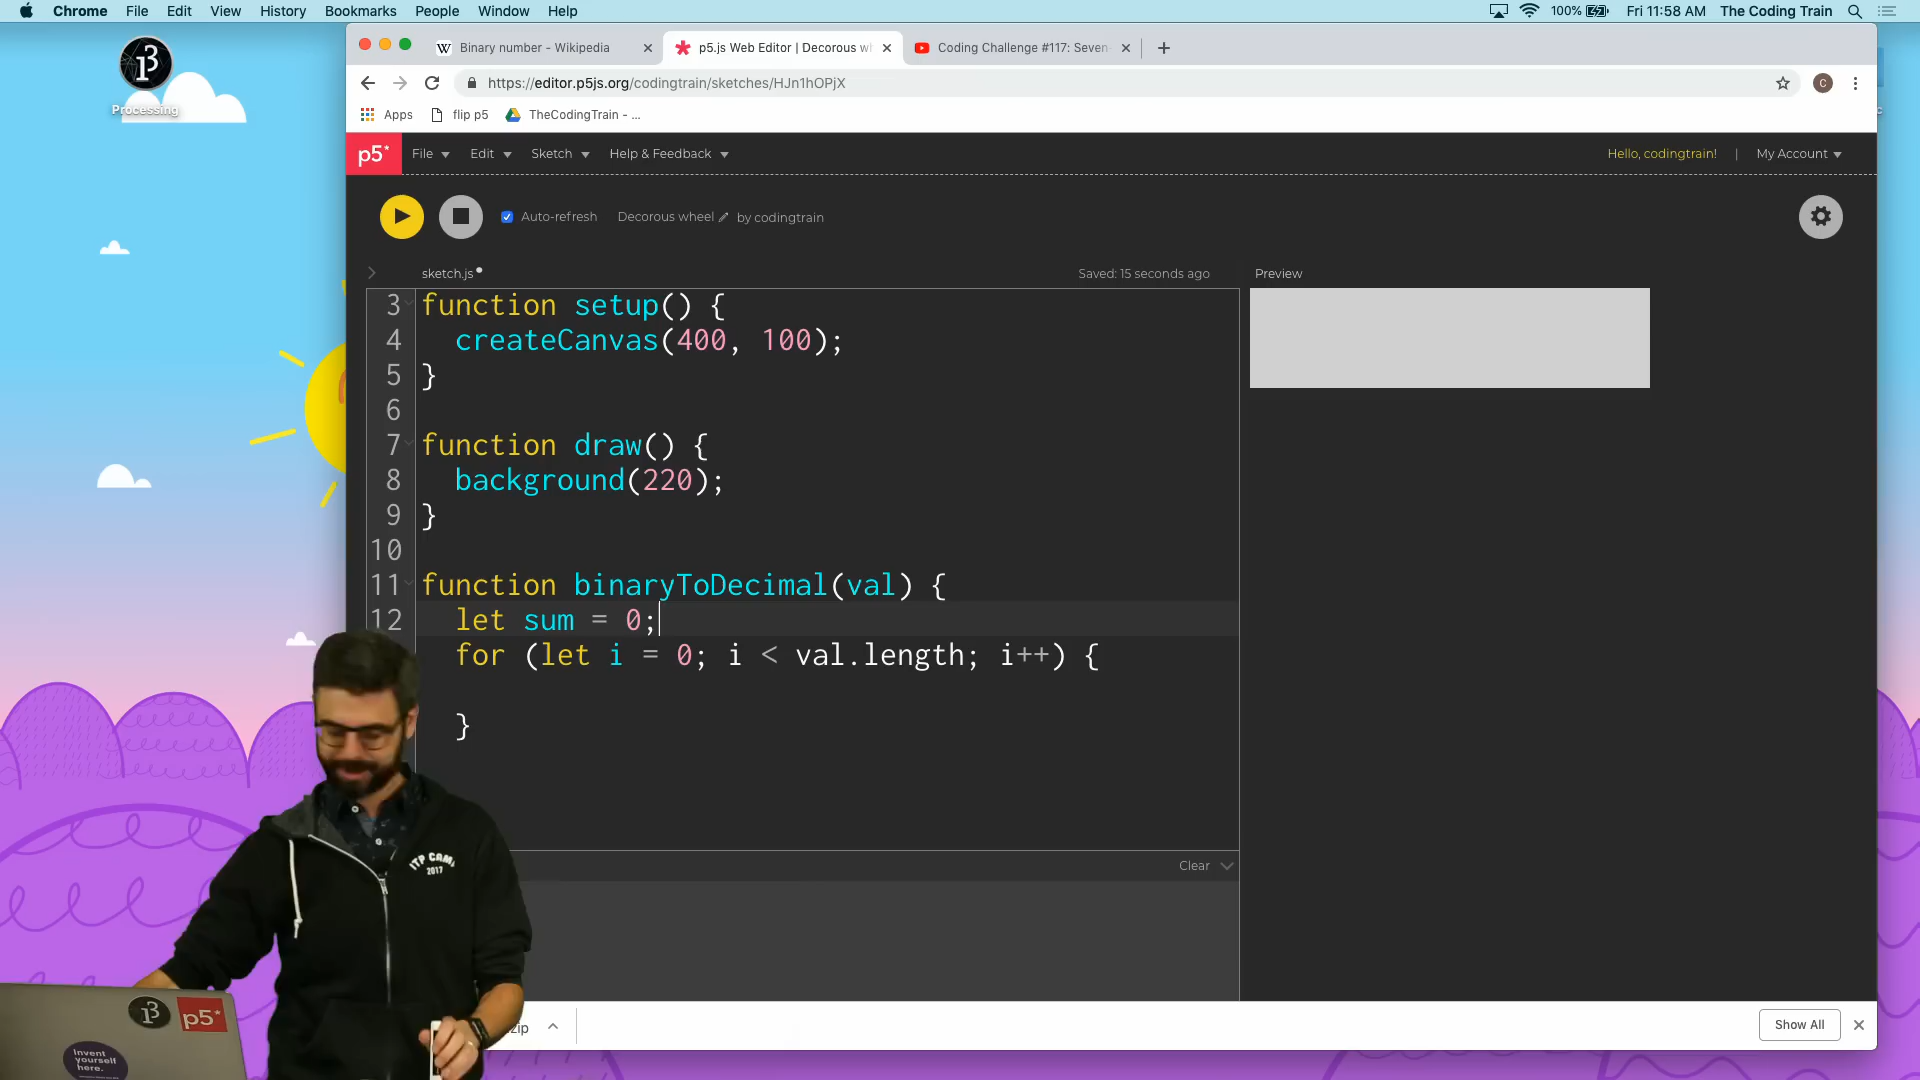 Chrome File Edit View History Bookmarks People Window Help
100% Fri 11:58 AM The Coding Train
Processing
Binary number - Wikipedia
p5.js Web Editor | Decorous wh
Coding Challenge #117: Seven-
https://editor.p5js.org/codingtrain/sketches/HJn1hOPjX
C
Apps flip p5 TheCodingTrain - ...
p5* File Edit Sketch Help & Feedback
Hello, codingtrain! | My Account
Auto-refresh Decorous wheel by codingtrain
sketch.js
Saved: 15 seconds ago
Preview
3 function setup() {
4 createCanvas(400, 100);
5 }
6
7 function draw() {
8 background(220);
9 }
10
11 function binaryToDecimal(val) {
12 let sum = 0;
for (let i = 0; i < val.length; i++) {
}
Clear
zip
Show All
ITP CAMP
2017
p5*
Invent
yourself
here.